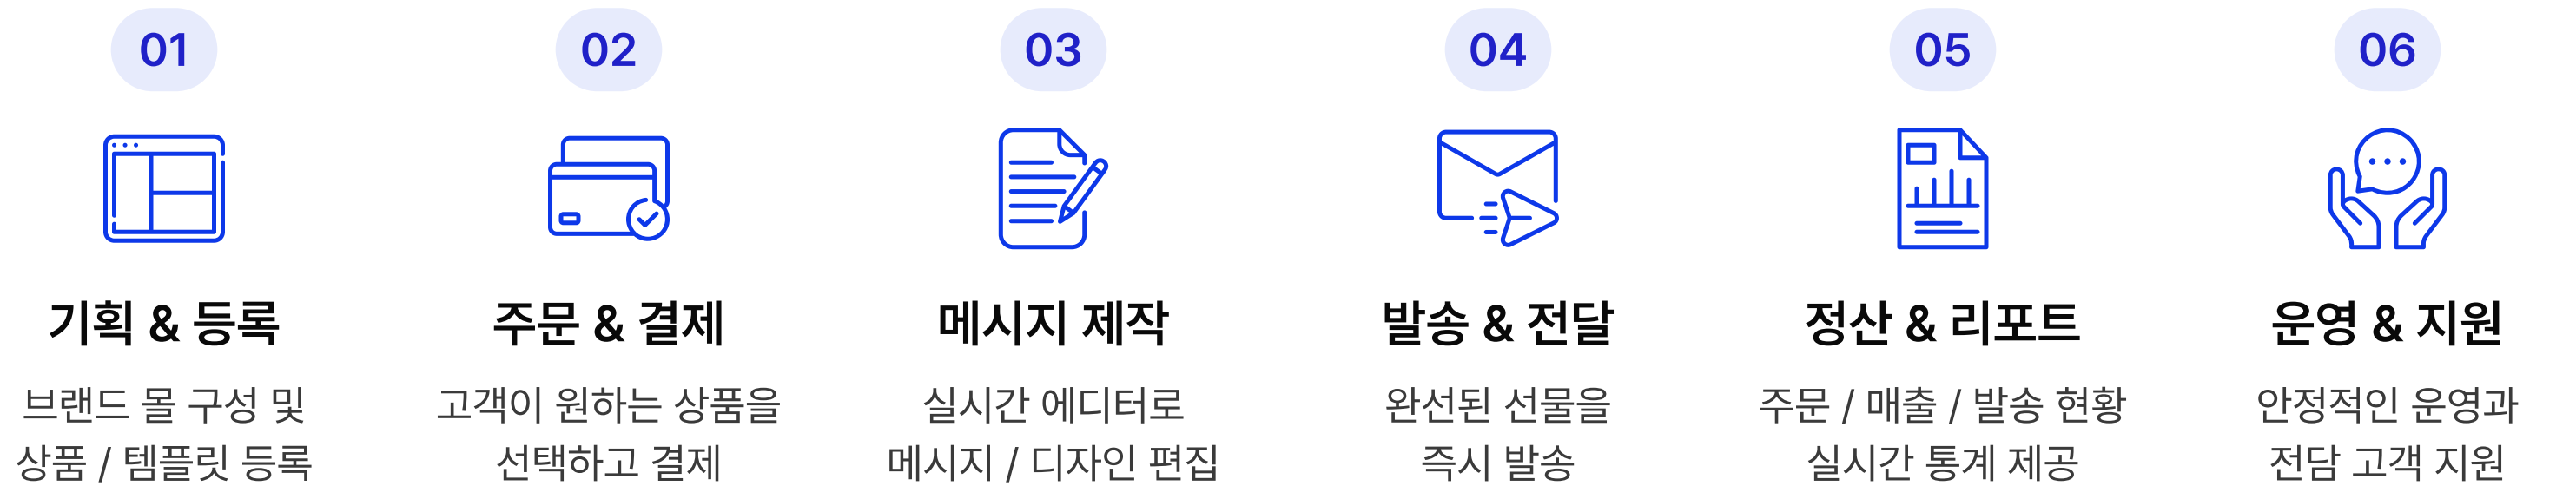 01
기획 & 등록
브랜드 몰 구성 및
상품 / 템플릿 등록
02
주문 & 결제
고객이 원하는 상품을
선택하고 결제
03
메시지 제작
실시간 에디터로
메시지 / 디자인 편집
04
발송 & 전달
완선된 선물을
즉시 발송
05
정산 & 리포트
주문 / 매출 / 발송 현황
실시간 통계 제공
06
운영 & 지원
안정적인 운영과
전담 고객 지원